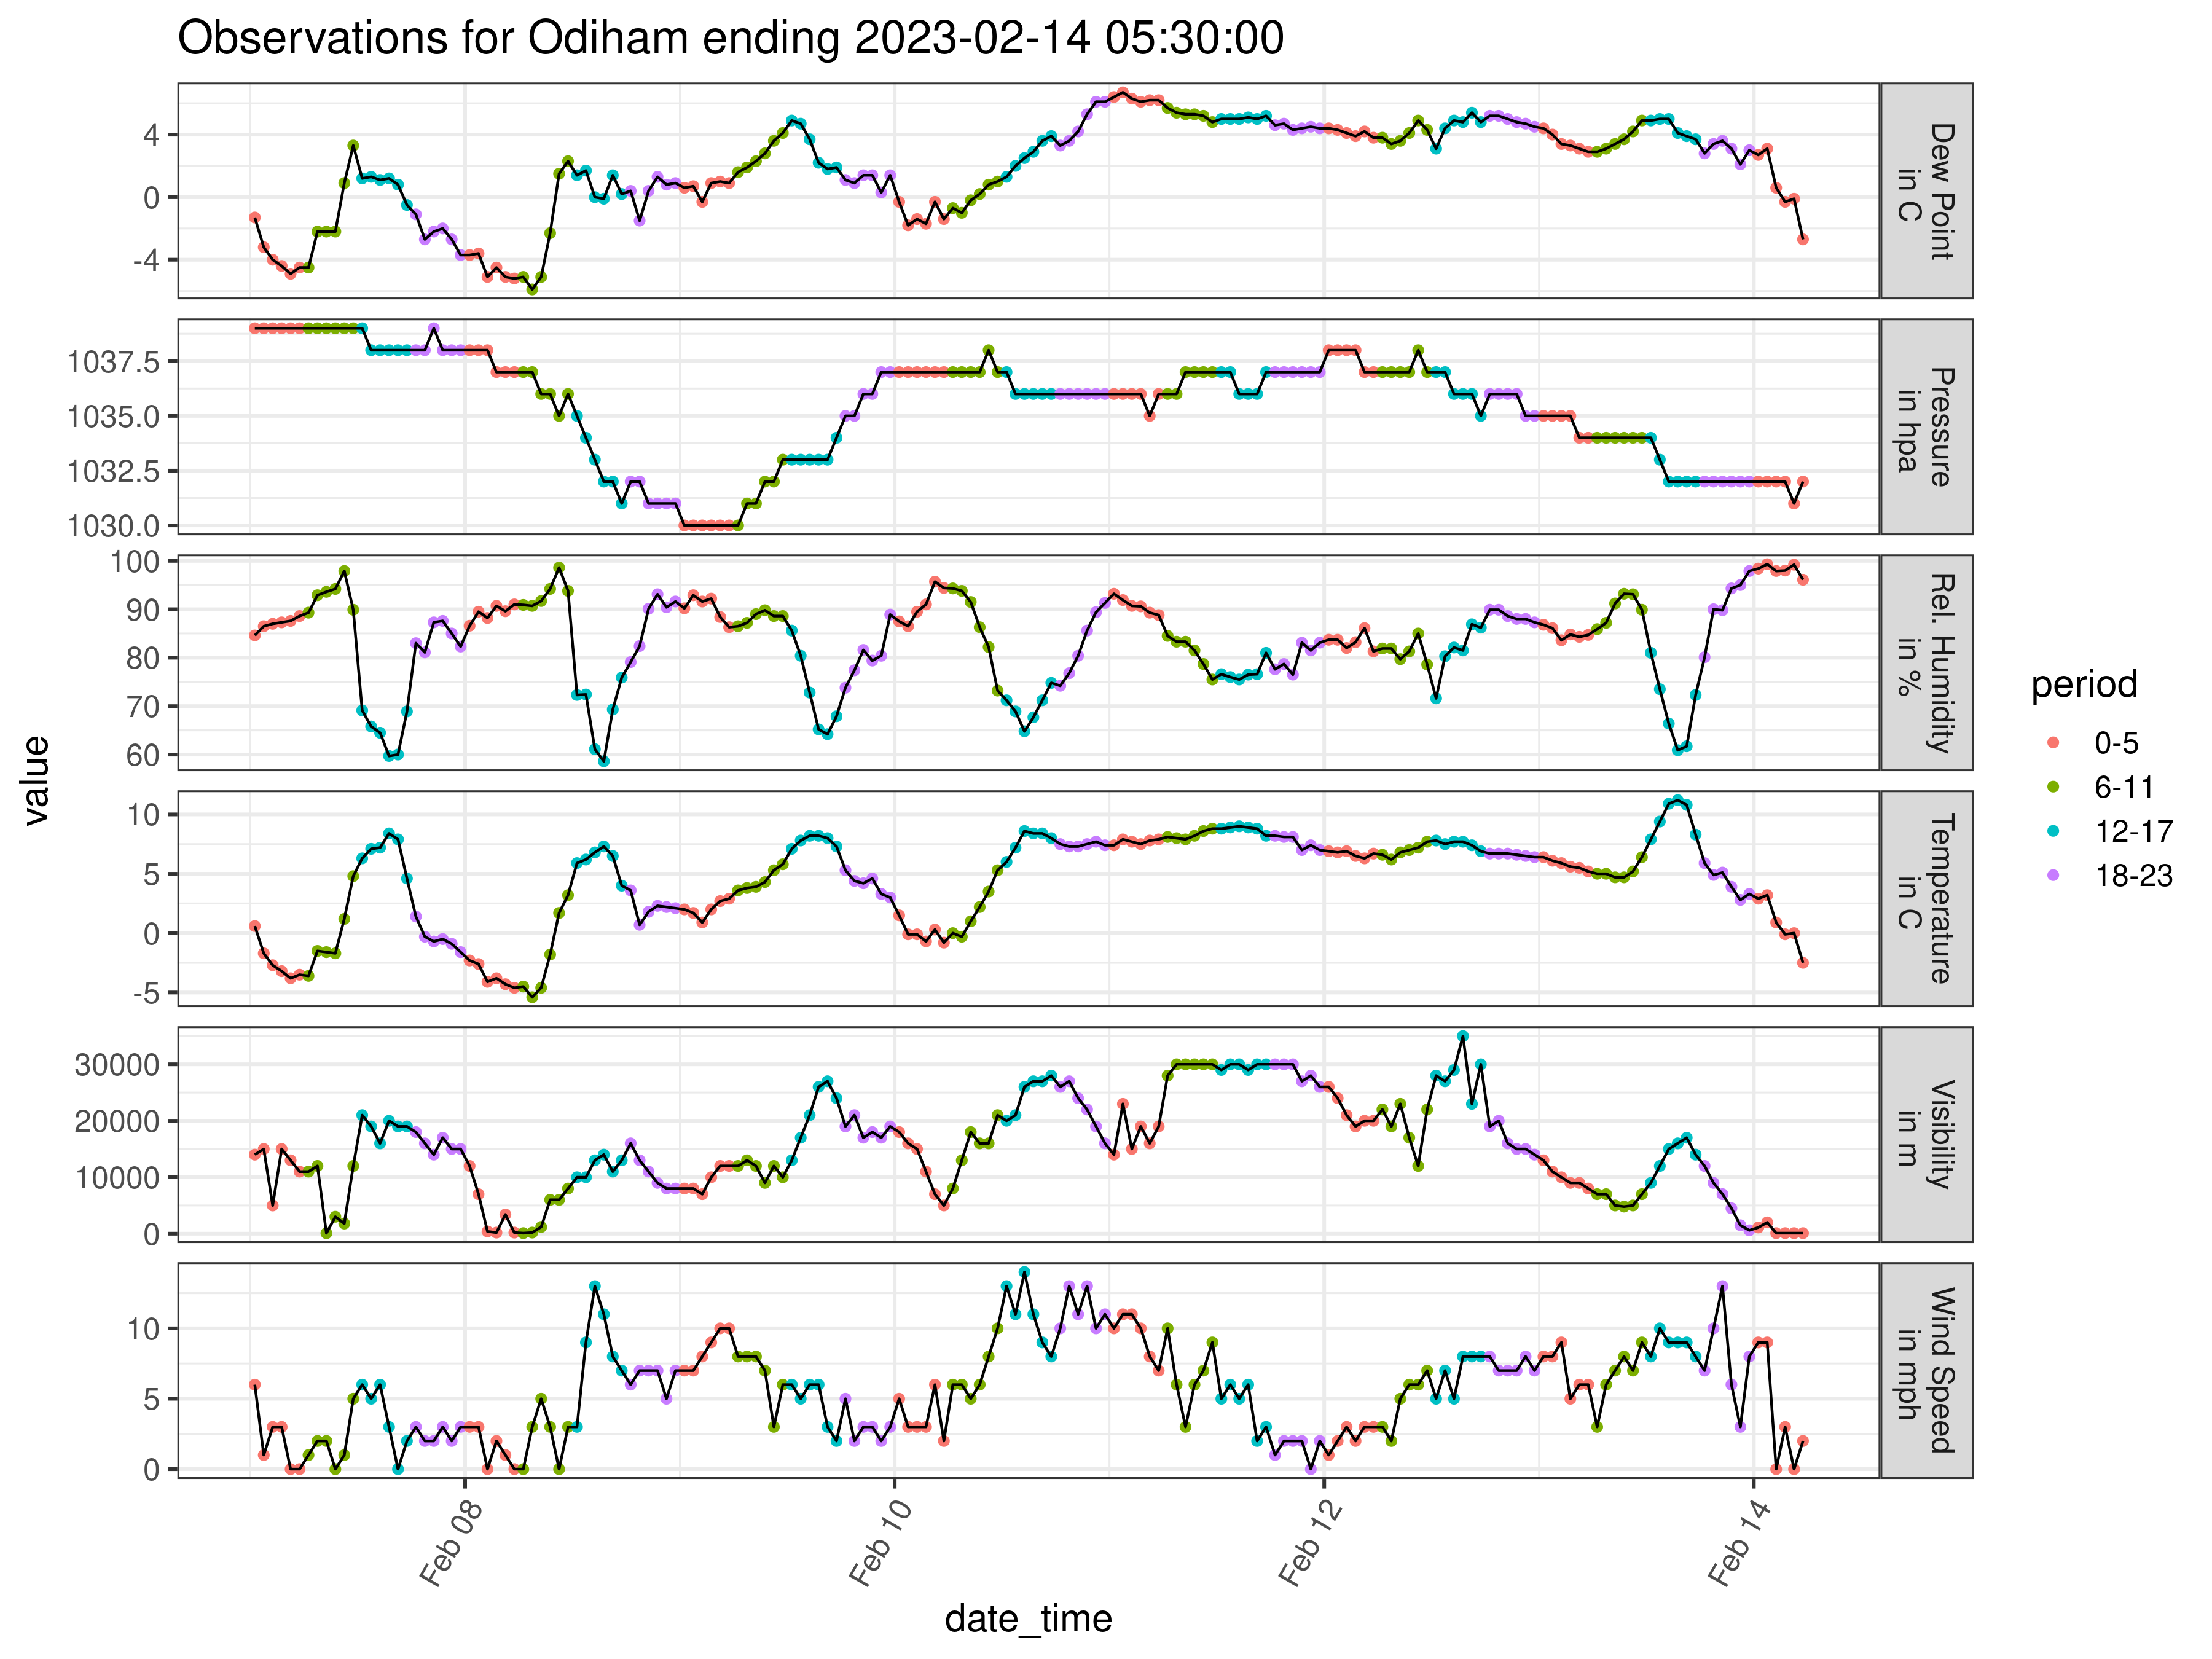 Observations for Odiham ending 2023-02-14 05:30:00
value
4
0
-4
Dew Point
in C
1037.5
1035.0
1032.5
1030.0
Pressure
in hpa
100
90
80
70
60
Rel. Humidity
in %
10
5
0
-5
Temperature
in C
30000
20000
10000
0
Visibility
in m
10
5
0
Wind Speed
in mph
Feb 08
Feb 10
Feb 12
Feb 14
date_time
period
0-5
6-11
12-17
18-23